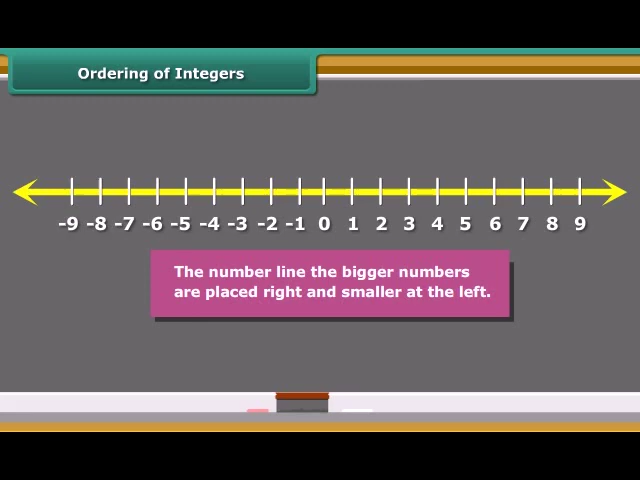 Ordering of Integers
-9 -8 -7 -6 -5 -4 -3 -2 -1 0 1 2 3 4 5 6 7 8 9
The number line the bigger numbers
are placed right and smaller at the left.